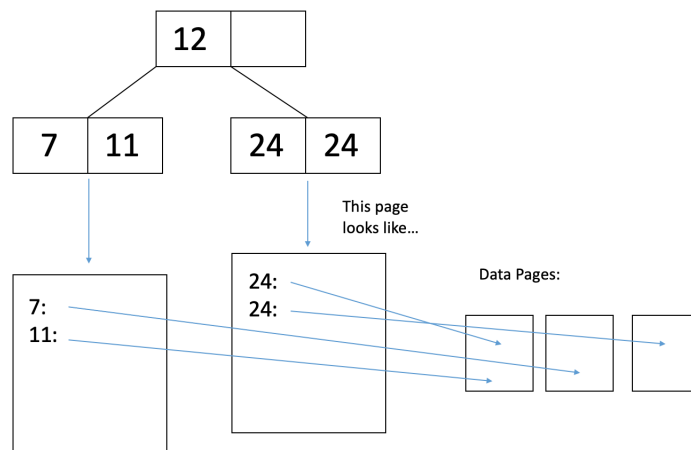 12
7 11 24 24
This page
looks like…
Data Pages:
24:
24:
7:
11: